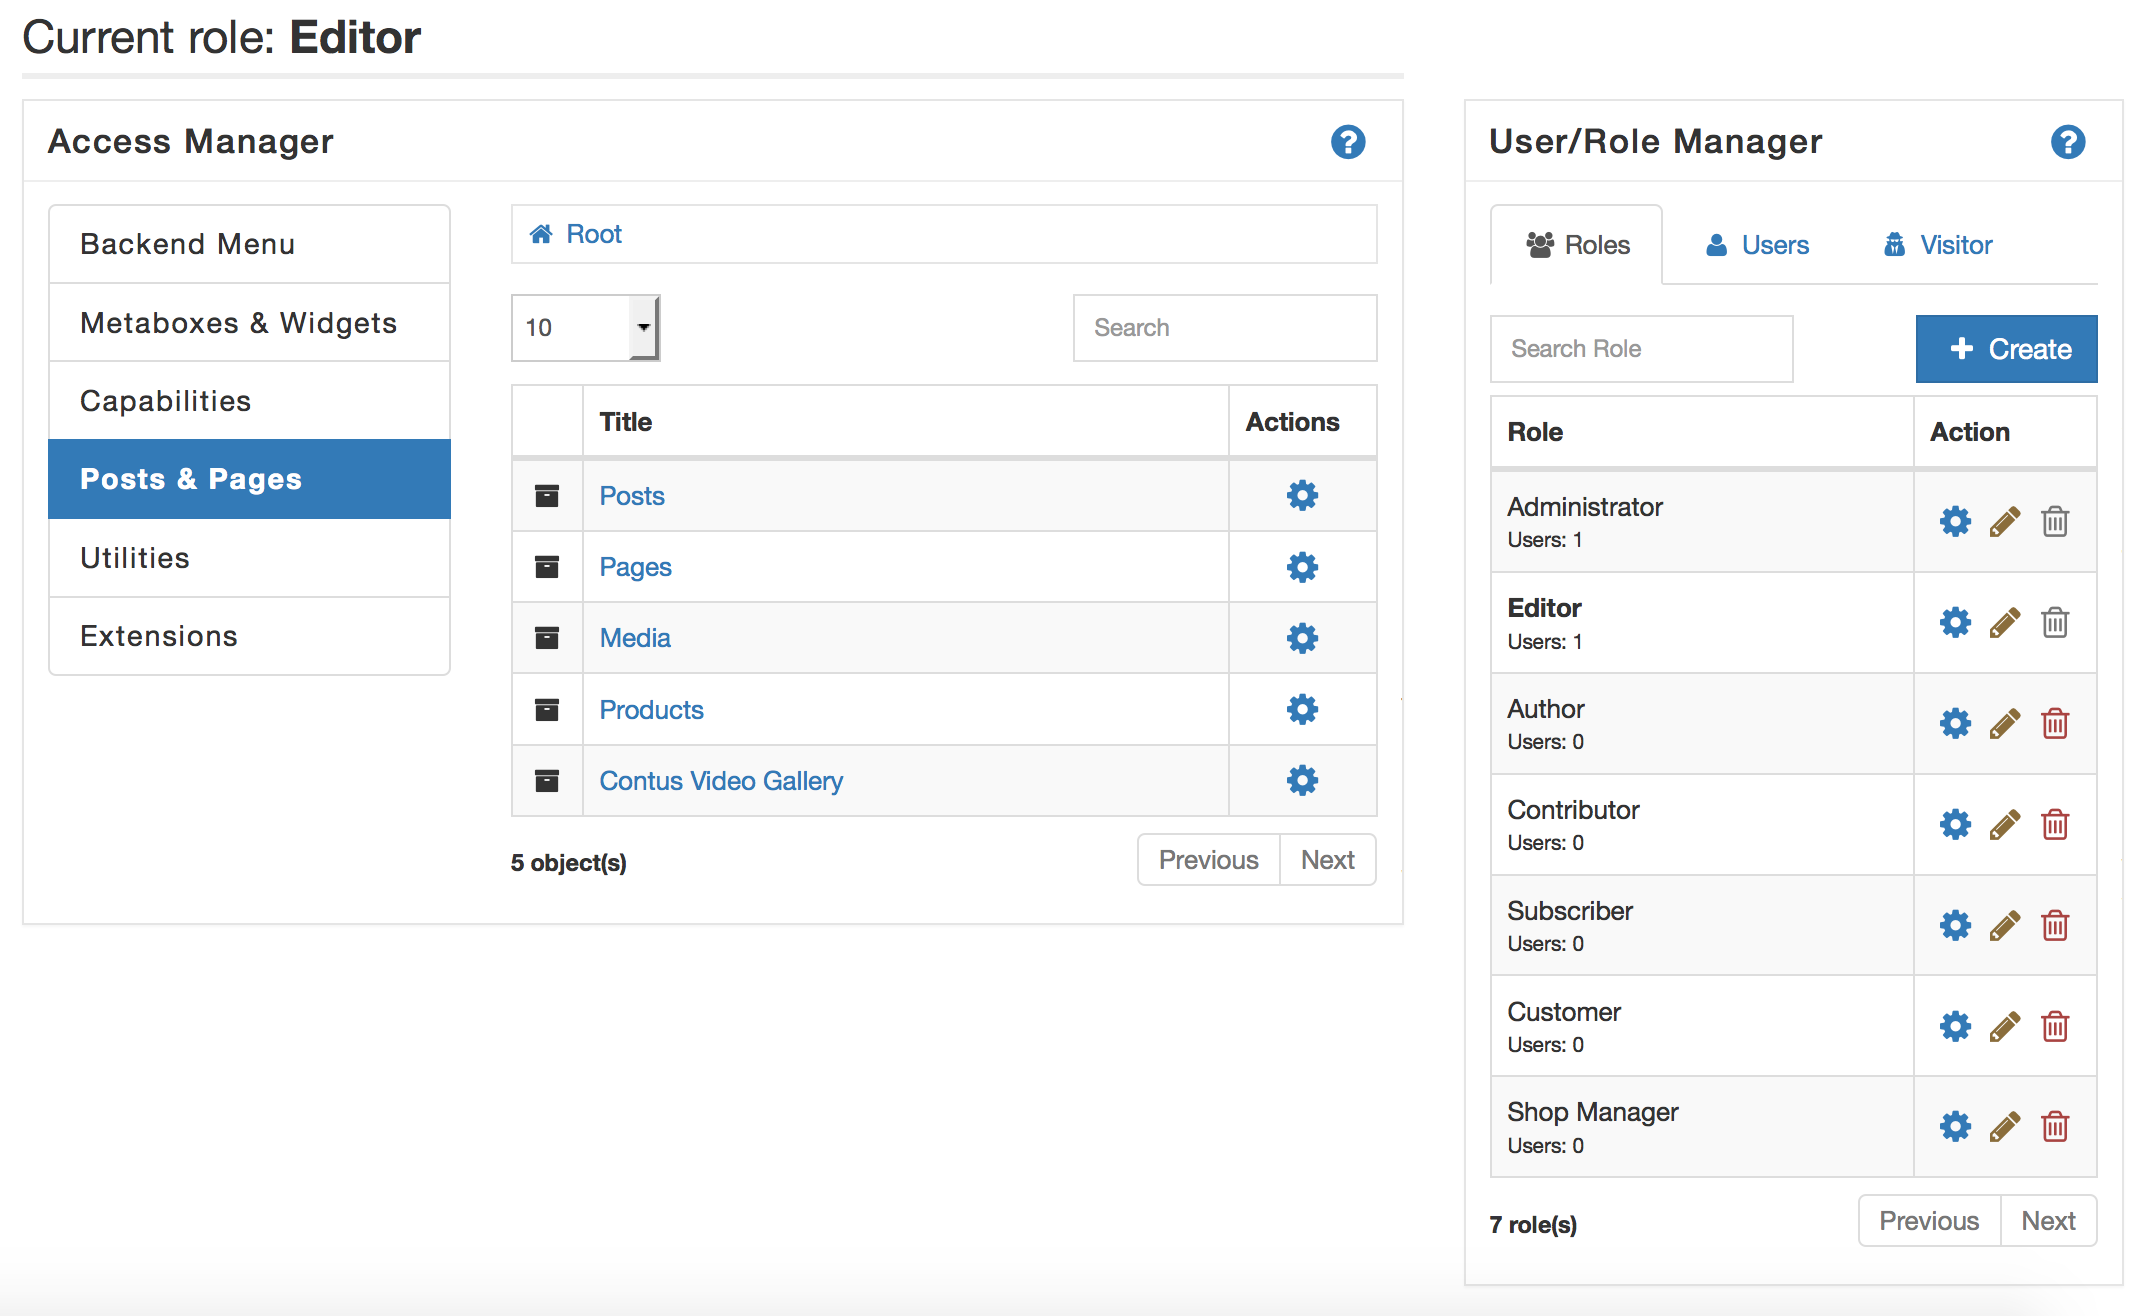 Current role: Editor
Access Manager
Backend Menu
Metaboxes & Widgets
Capabilities
Posts & Pages
Utilities
Extensions
Root
10
Search
Title Actions
Posts
Pages
Media
Products
Contus Video Gallery
5 object(s)
Previous Next
User/Role Manager
Roles Users Visitor
Search Role
Create
Role Action
Administrator
Users: 1
Editor
Users: 1
Author
Users: 0
Contributor
Users: 0
Subscriber
Users: 0
Customer
Users: 0
Shop Manager
Users: 0
7 role(s)
Previous Next